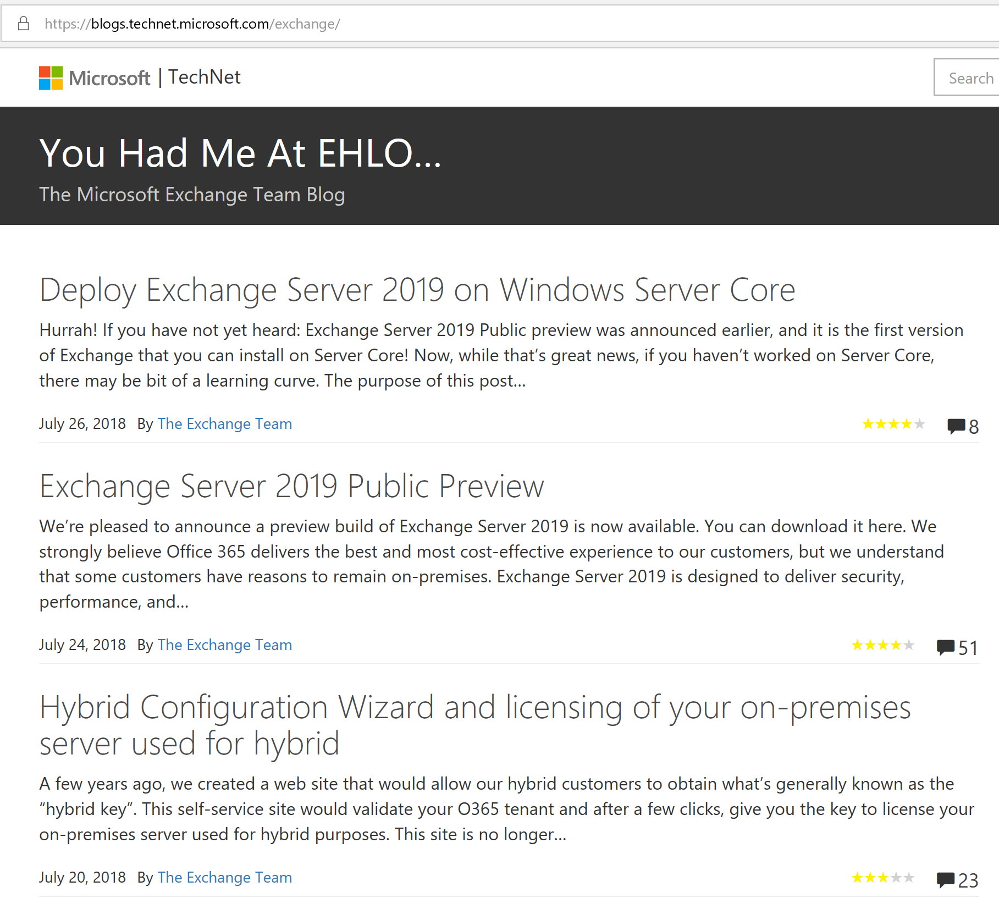 https://blogs.technet.microsoft.com/exchange/
Microsoft | TechNet
Search
You Had Me At EHLO...
The Microsoft Exchange Team Blog
Deploy Exchange Server 2019 on Windows Server Core
Hurrah! If you have not yet heard: Exchange Server 2019 Public preview was announced earlier, and it is the first version
of Exchange that you can install on Server Core! Now, while that’s great news, if you haven’t worked on Server Core,
there may be bit of a learning curve. The purpose of this post...
July 26, 2018 By The Exchange Team
8
Exchange Server 2019 Public Preview
We’re pleased to announce a preview build of Exchange Server 2019 is now available. You can download it here. We
strongly believe Office 365 delivers the best and most cost-effective experience to our customers, but we understand
that some customers have reasons to remain on-premises. Exchange Server 2019 is designed to deliver security,
performance, and...
July 24, 2018 By The Exchange Team
51
Hybrid Configuration Wizard and licensing of your on-premises
server used for hybrid
A few years ago, we created a web site that would allow our hybrid customers to obtain what’s generally known as the
“hybrid key”. This self-service site would validate your O365 tenant and after a few clicks, give you the key to license your
on-premises server used for hybrid purposes. This site is no longer...
July 20, 2018 By The Exchange Team
23